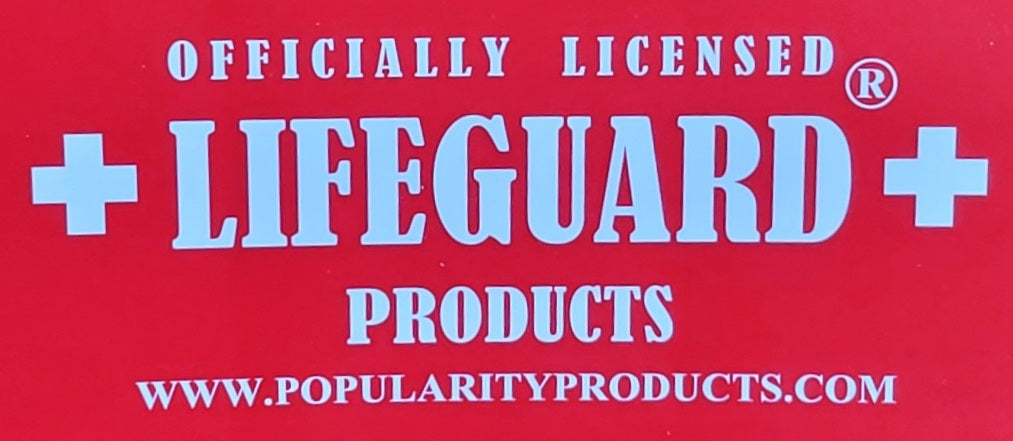 OFFICIALLY LICENSED
LIFEGUARD®
PRODUCTS
WWW.POPULARITYPRODUCTS.COM